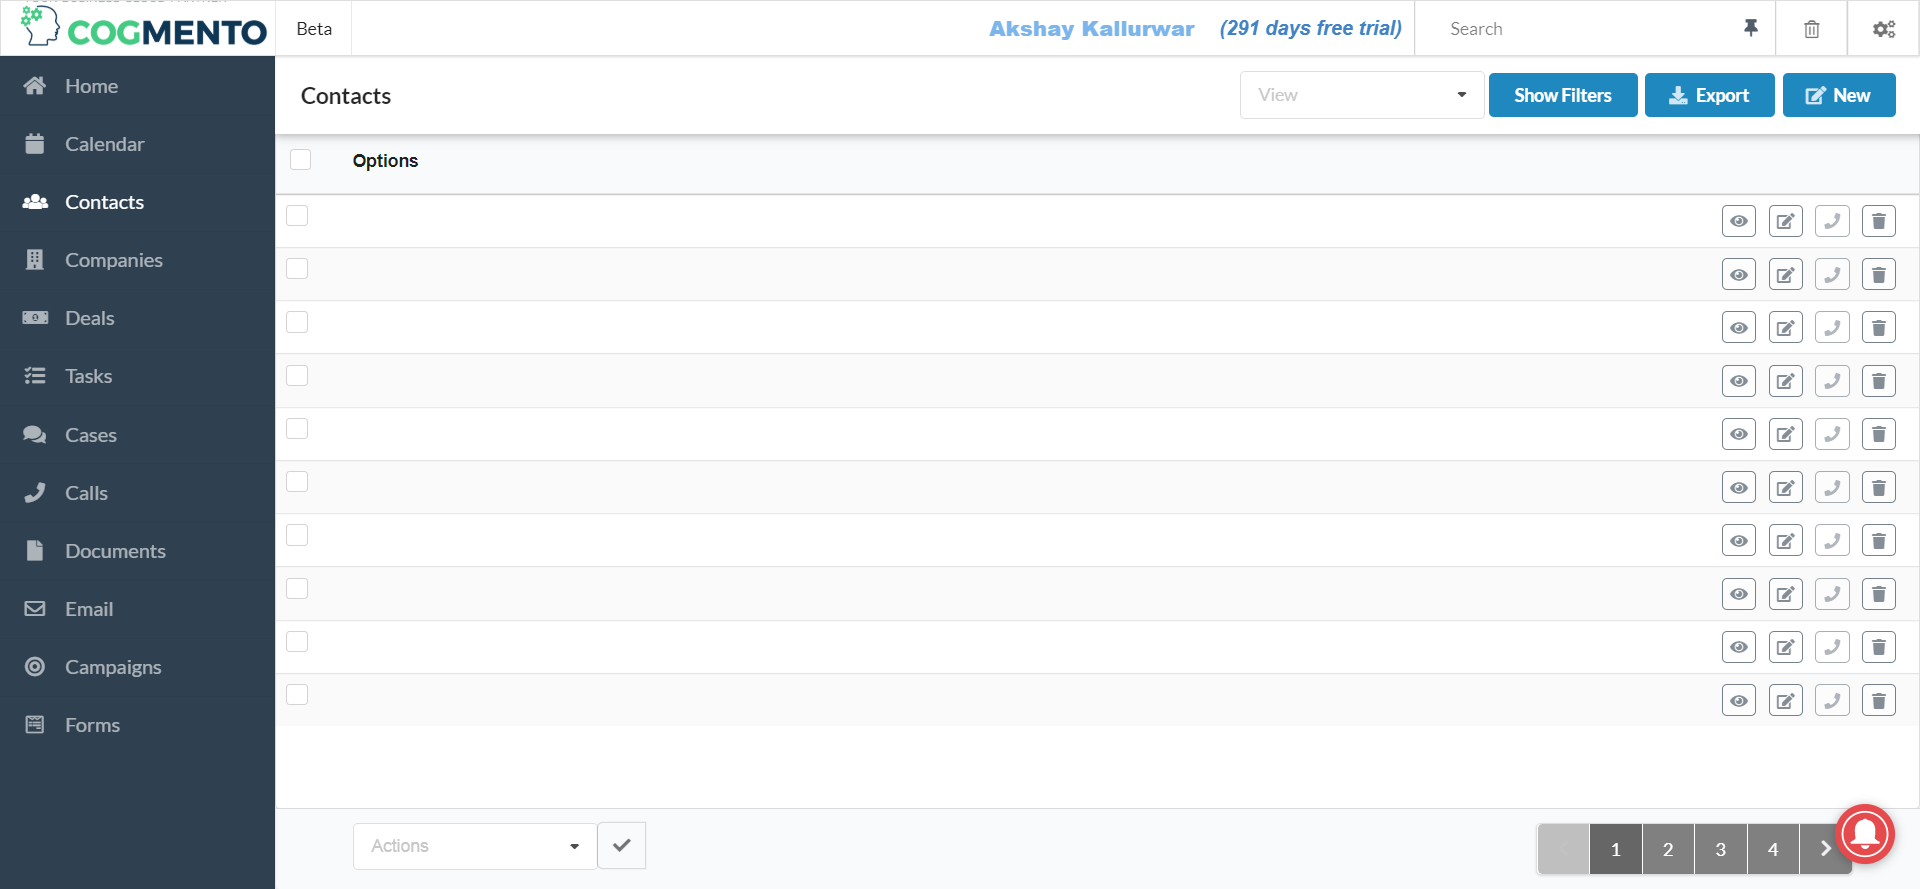 COGMENTO
Beta
Akshay Kallurwar
(291 days free trial)
Search
Home
Calendar
Contacts
Companies
Deals
Tasks
Cases
Calls
Documents
Email
Campaigns
Forms
Contacts
View
Show Filters
Export
New
Options
Actions
1
2
3
4